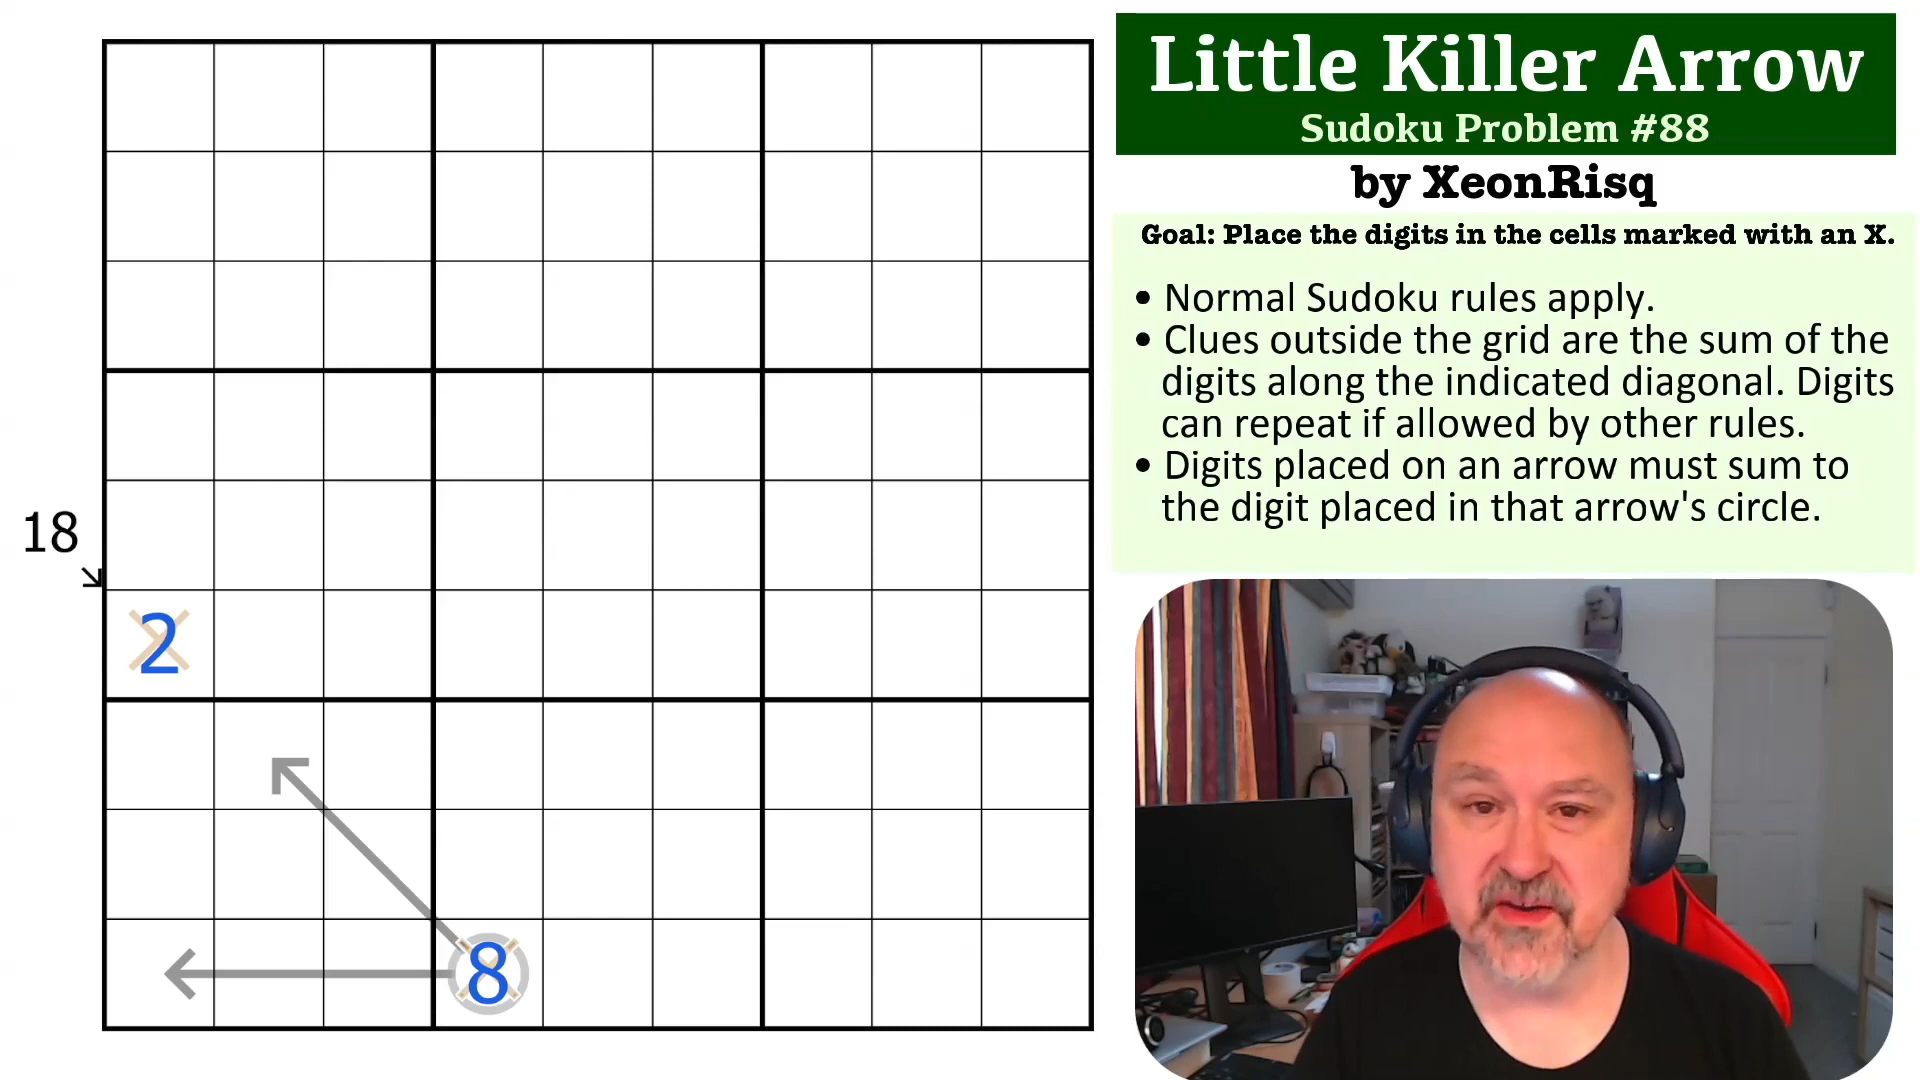 Little Killer Arrow
Sudoku Problem #88
by XeonRisq
Goal: Place the digits in the cells marked with an X.
• Normal Sudoku rules apply.
• Clues outside the grid are the sum of the
digits along the indicated diagonal. Digits
can repeat if allowed by other rules.
• Digits placed on an arrow must sum to
the digit placed in that arrow's circle.
18
2
8